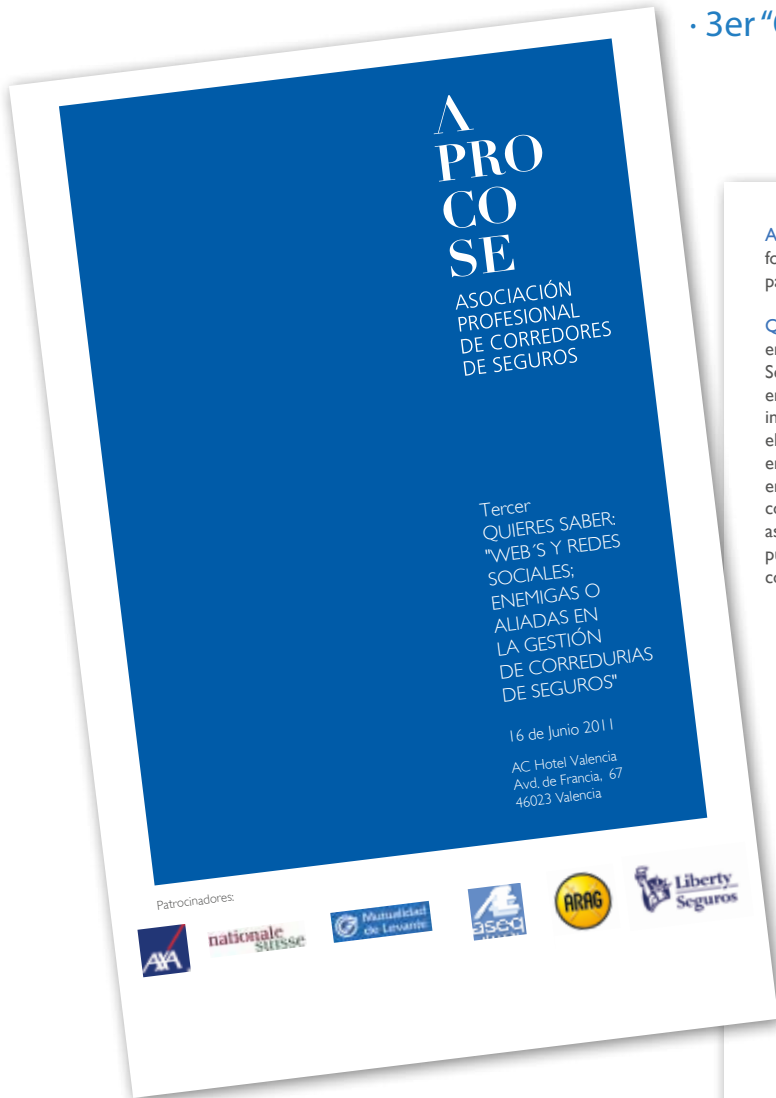 · 3er “
A
PRO
CO
SE
ASOCIACIÓN
PROFESIONAL
DE CORREDORES
DE SEGUROS
Tercer
QUIERES SABER:
"WEB´S Y REDES
SOCIALES;
ENEMIGAS O
ALIADAS EN
LA GESTIÓN
DE CORREDURIAS
DE SEGUROS"
16 de Junio 2011
AC Hotel Valencia
Avd. de Francia, 67
46023 Valencia
Patrocinadores:
AXA
nationale
suisse
Mutualidad
de Levante
aseq
ARAG
Liberty
Seguros